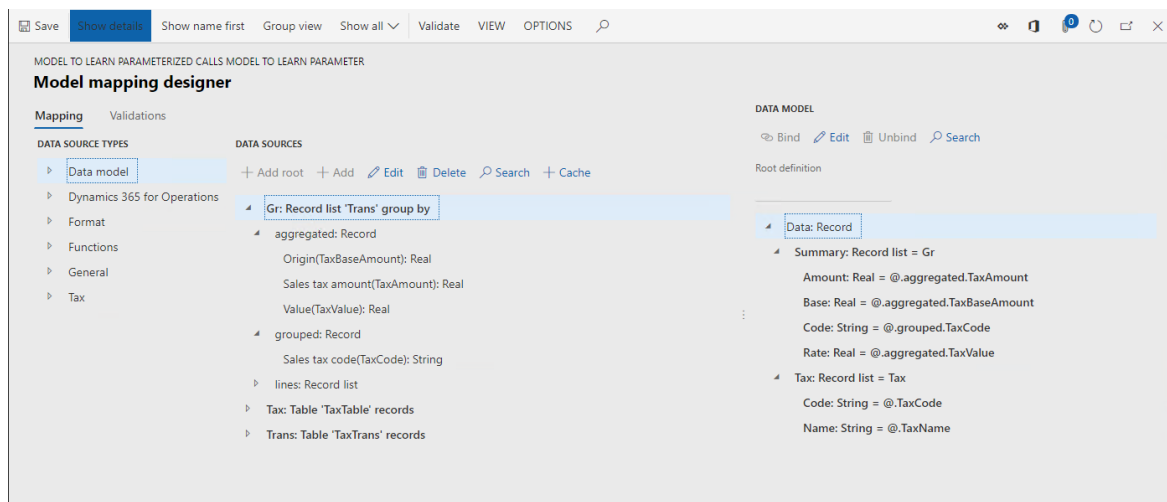 Save Show details Show name first Group view Show all Validate VIEW OPTIONS 0
MODEL TO LEARN PARAMETERIZED CALLS MODEL TO LEARN PARAMETER
Model mapping designer
Mapping Validations
DATA SOURCE TYPES
Data model
Dynamics 365 for Operations
Format
Functions
General
Tax
DATA SOURCES
Add root Add Edit Delete Search Cache
Gr: Record list 'Trans' group by
aggregated: Record
Origin(TaxBaseAmount): Real
Sales tax amount(TaxAmount): Real
Value(TaxValue): Real
grouped: Record
Sales tax code(TaxCode): String
lines: Record list
Tax: Table 'TaxTable' records
Trans: Table 'TaxTrans' records
DATA MODEL
Bind Edit Unbind Search
Root definition
Data: Record
Summary: Record list = Gr
Amount: Real = @.aggregated.TaxAmount
Base: Real = @.aggregated.TaxBaseAmount
Code: String = @.grouped.TaxCode
Rate: Real = @.aggregated.TaxValue
Tax: Record list = Tax
Code: String = @.TaxCode
Name: String = @.TaxName